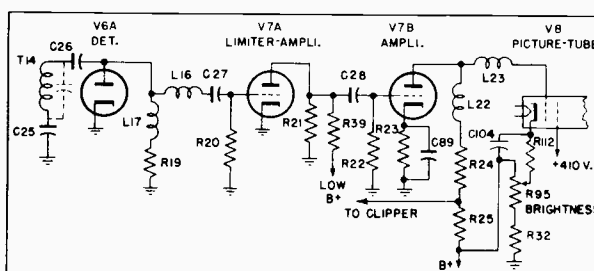 V6A
DET.
V7A
LIMITER-AMPLI.
V7B
AMPLI.
V8
PICTURE-TUBE
T14
C26
C25
L17
R19
L16
C27
R20
R21
R39
LOW
B+
C28
R22
R23
C89
L23
L22
R24
R25
TO CLIPPER
B+
C104
R112
+410 V.
R95
BRIGHTNESS
R32